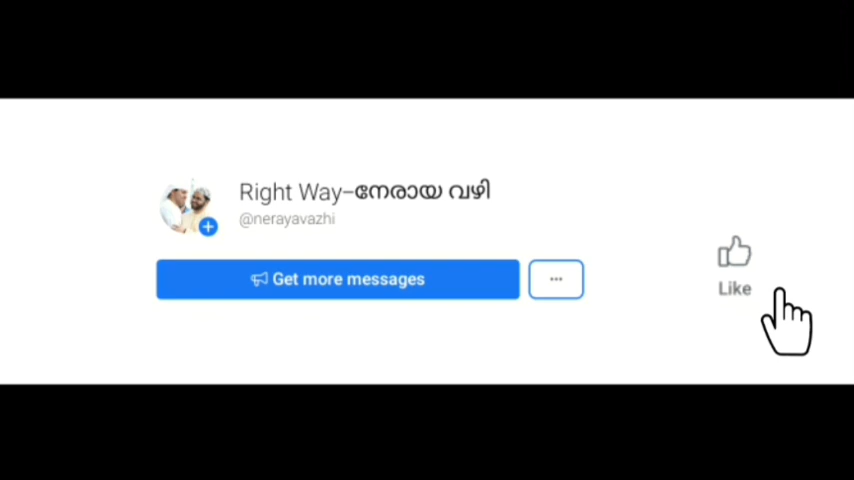 Right Way–നേരായ വഴി
@nerayavazhi
Get more messages
Like